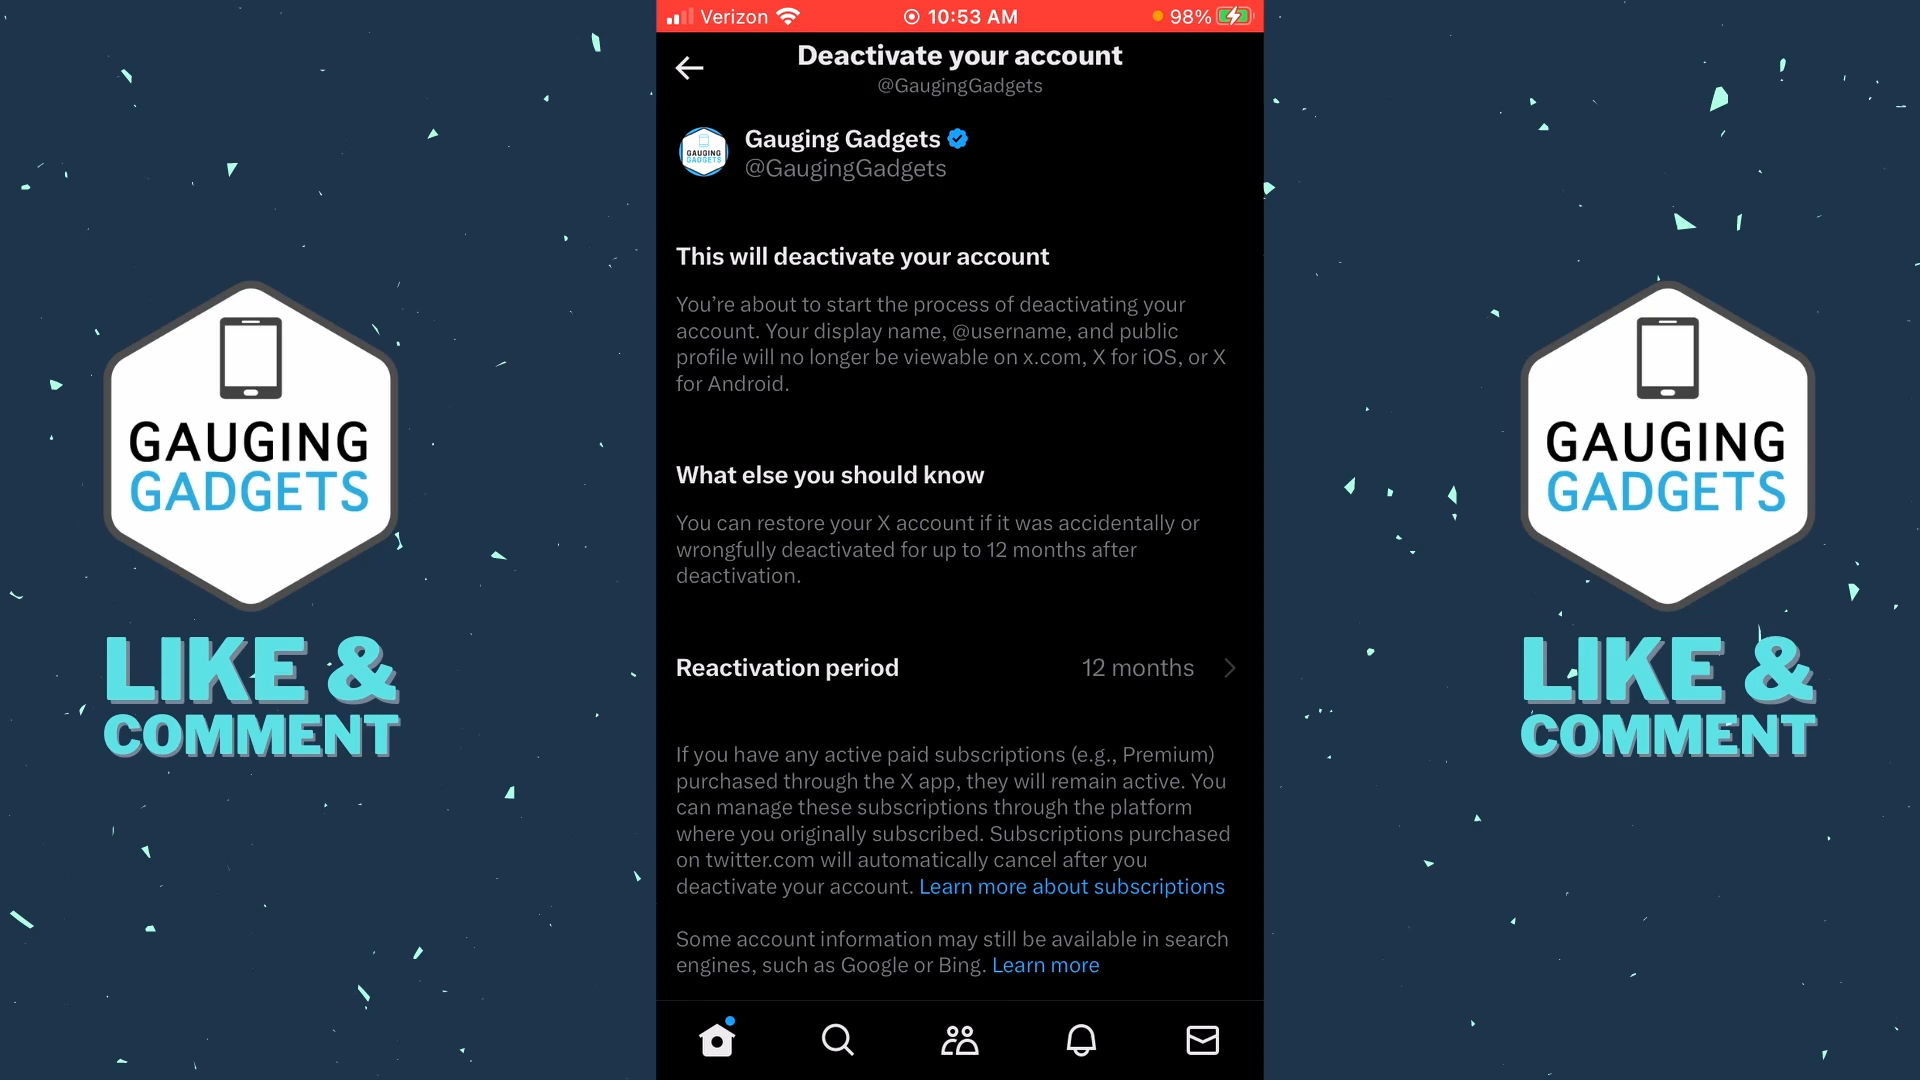 Verizon
10:53 AM
98%
Deactivate your account
@GaugingGadgets
GAUGING
GADGETS
Gauging Gadgets
@GaugingGadgets
This will deactivate your account
You’re about to start the process of deactivating your
account. Your display name, @username, and public
profile will no longer be viewable on x.com, X for iOS, or X
for Android.
What else you should know
You can restore your X account if it was accidentally or
wrongfully deactivated for up to 12 months after
deactivation.
Reactivation period 12 months
If you have any active paid subscriptions (e.g., Premium)
purchased through the X app, they will remain active. You
can manage these subscriptions through the platform
where you originally subscribed. Subscriptions purchased
on twitter.com will automatically cancel after you
deactivate your account. Learn more about subscriptions
Some account information may still be available in search
engines, such as Google or Bing. Learn more
GAUGING
GADGETS
LIKE &
COMMENT
GAUGING
GADGETS
LIKE &
COMMENT